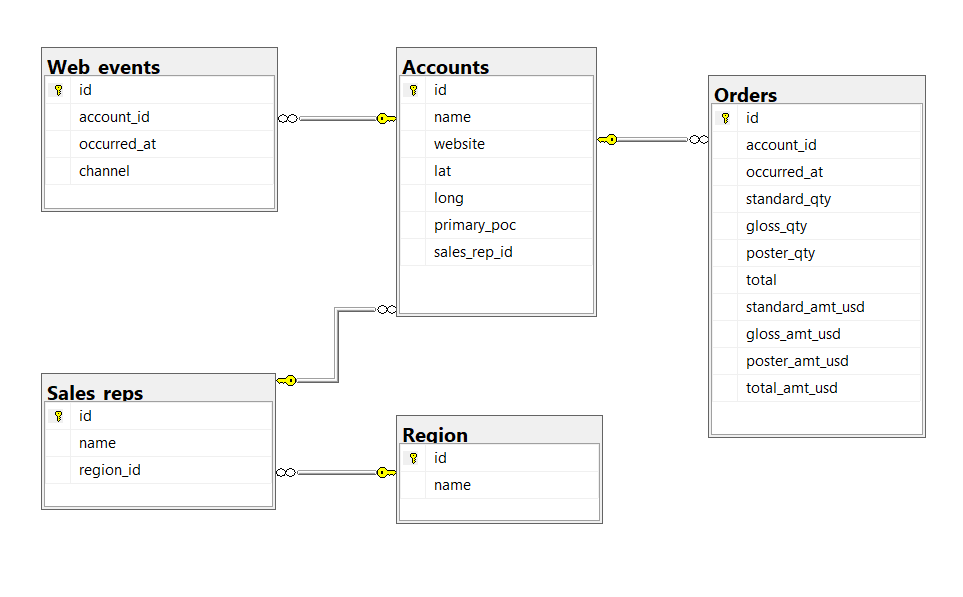 Web_events
id
account_id
occurred_at
channel
Accounts
id
name
website
lat
long
primary_poc
sales_rep_id
Orders
id
account_id
occurred_at
standard_qty
gloss_qty
poster_qty
total
standard_amt_usd
gloss_amt_usd
poster_amt_usd
total_amt_usd
Sales_reps
id
name
region_id
Region
id
name